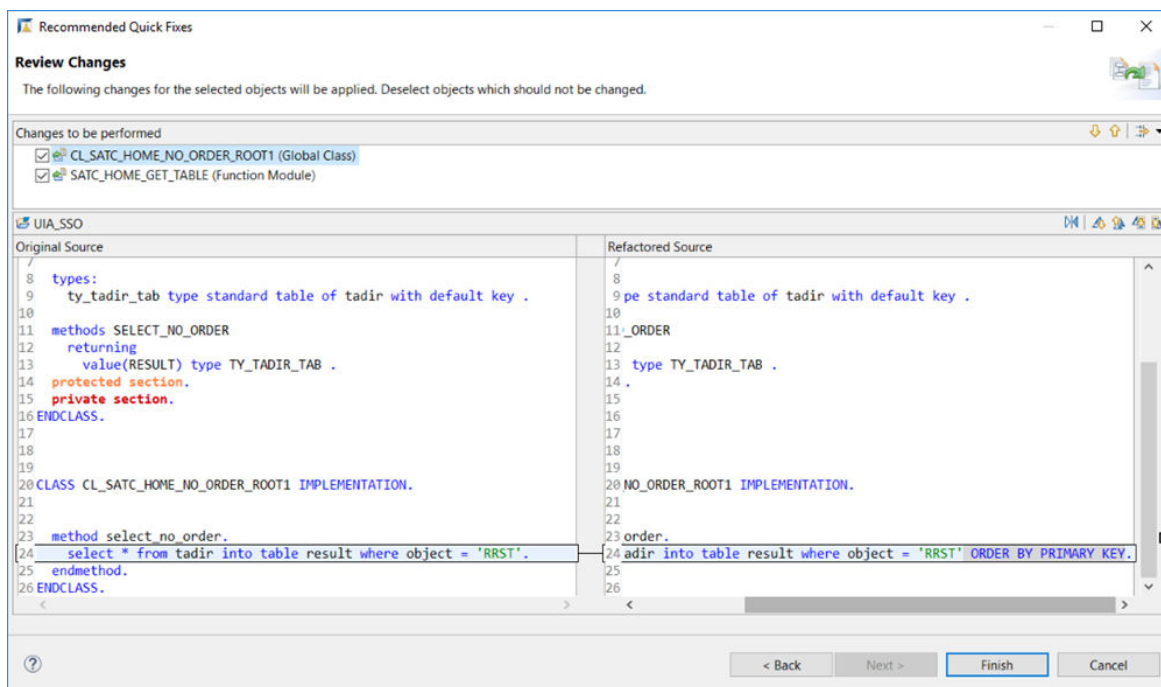 Recommended Quick Fixes
Review Changes
The following changes for the selected objects will be applied. Deselect objects which should not be changed.
Changes to be performed
CL_SATC_HOME_NO_ORDER_ROOT1 (Global Class)
SATC_HOME_GET_TABLE (Function Module)
UIA_SSO
Original Source
7
8 types:
9 ty_tadir_tab type standard table of tadir with default key .
10
11 methods SELECT_NO_ORDER
12 returning
13 value(RESULT) type TY_TADIR_TAB .
14 protected section.
15 private section.
16 ENDCLASS.
17
18
19
20 CLASS CL_SATC_HOME_NO_ORDER_ROOT1 IMPLEMENTATION.
21
22
23 method select_no_order.
24 select * from tadir into table result where object = 'RRST'.
25 endmethod.
26 ENDCLASS.
Refactored Source
7
8
9 pe standard table of tadir with default key .
10
11 _ORDER
12
13 type TY_TADIR_TAB .
14 .
15
16
17
18
19
20 NO_ORDER_ROOT1 IMPLEMENTATION.
21
22
23 order.
24 adir into table result where object = 'RRST' ORDER BY PRIMARY KEY.
25
26
< Back
Next >
Finish
Cancel